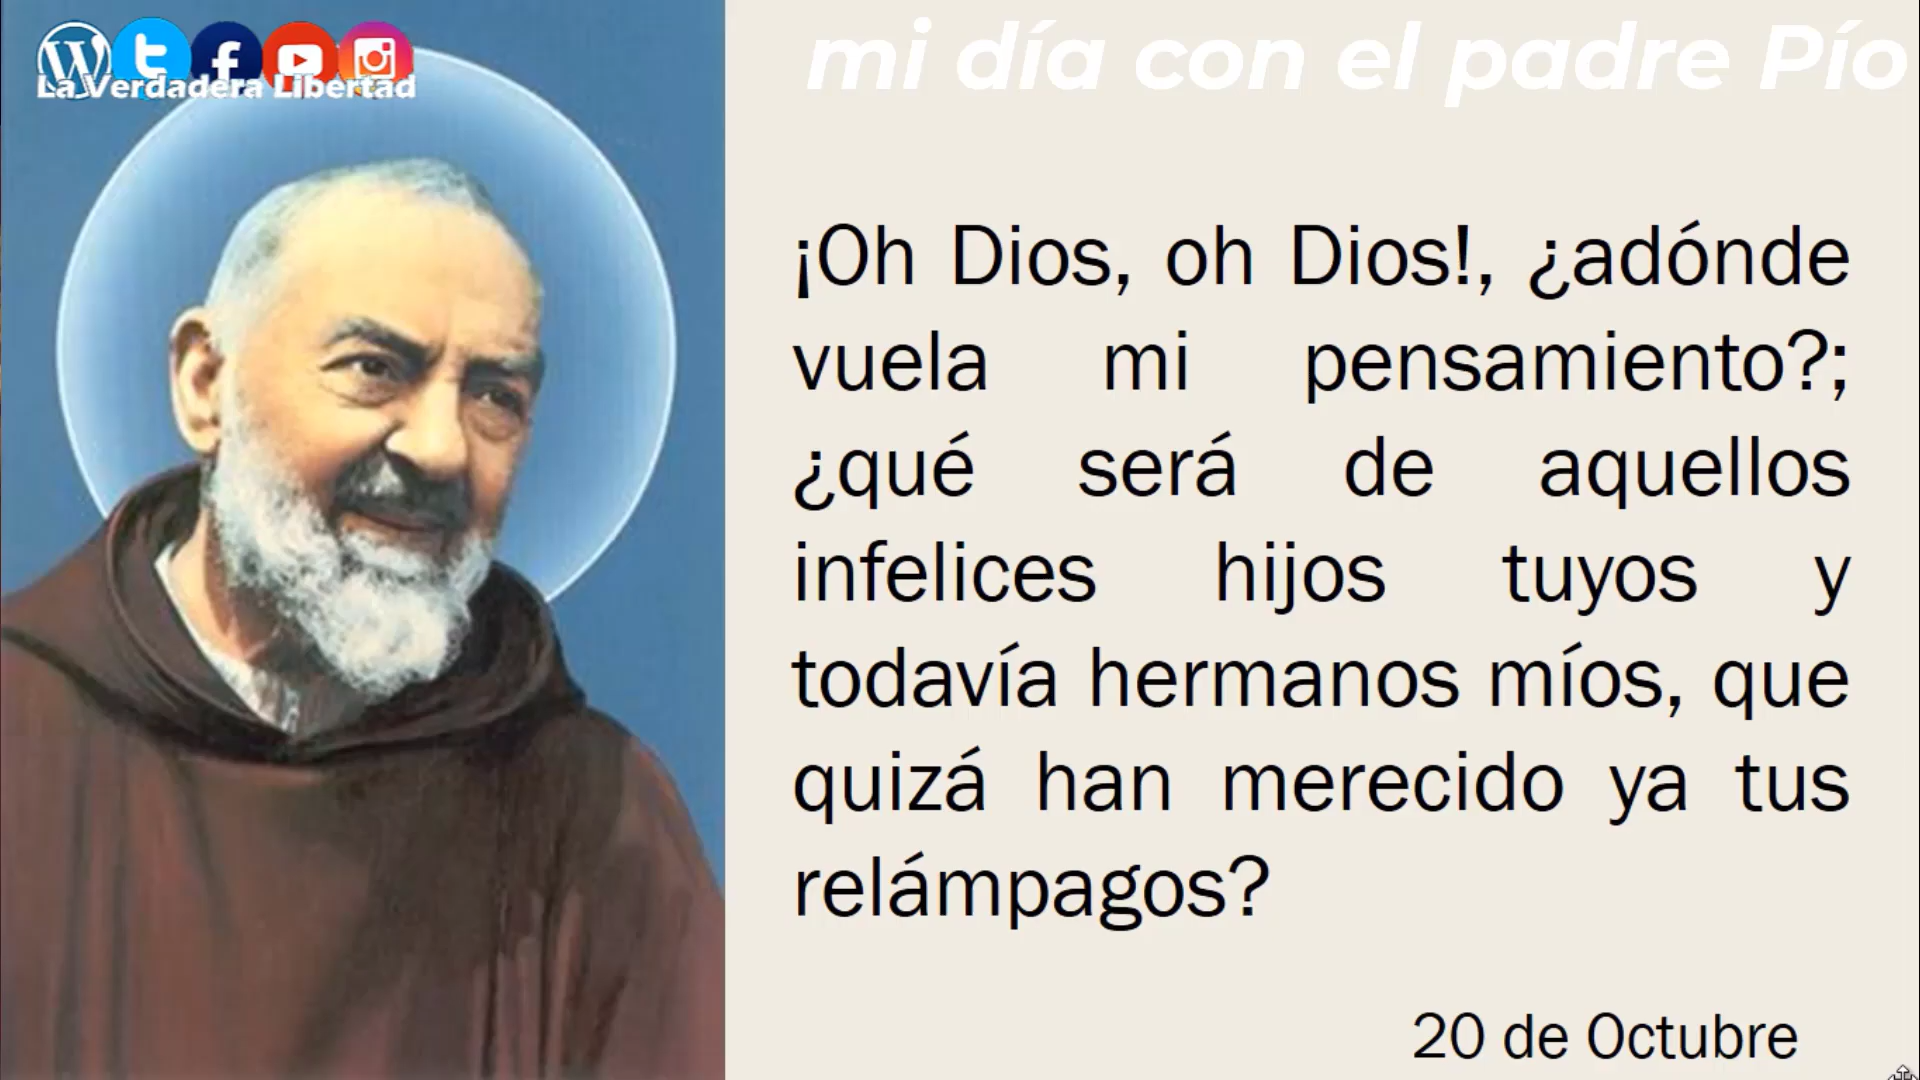 La Verdadera Libertad
mi día con el padre Pío
¡Oh Dios, oh Dios!, ¿adónde
vuela mi pensamiento?;
¿qué será de aquellos
infelices hijos tuyos y
todavía hermanos míos, que
quizá han merecido ya tus
relámpagos?
20 de Octubre